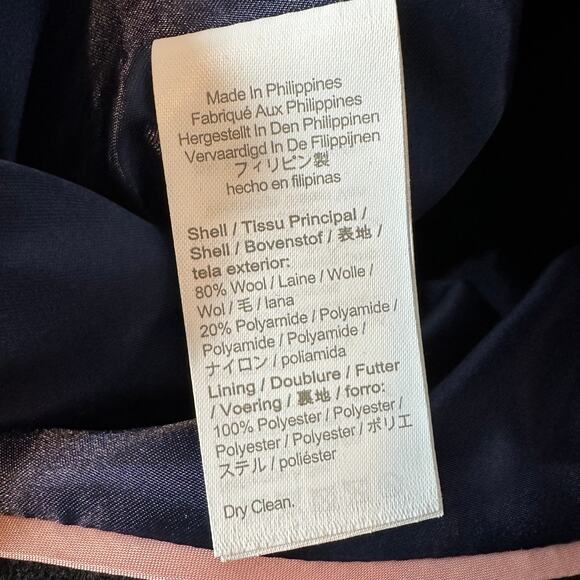 Made In Philippines
Fabriqué Aux Philippines
Hergestellt In Den Philippinen
Vervaardigd In De Filippijnen
フィリピン製
hecho en filipinas
Shell / Tissu Principal /
Shell / Bovenstof / 表地 /
tela exterior:
80% Wool / Laine / Wolle /
Wol / 毛 / lana
20% Polyamide / Polyamide /
Polyamide / Polyamide /
ナイロン / poliamida
Lining / Doublure / Futter
/ Voering / 裏地 / forro:
100% Polyester / Polyester /
Polyester / Polyester / ポリエ
ステル / poliéster
Dry Clean.